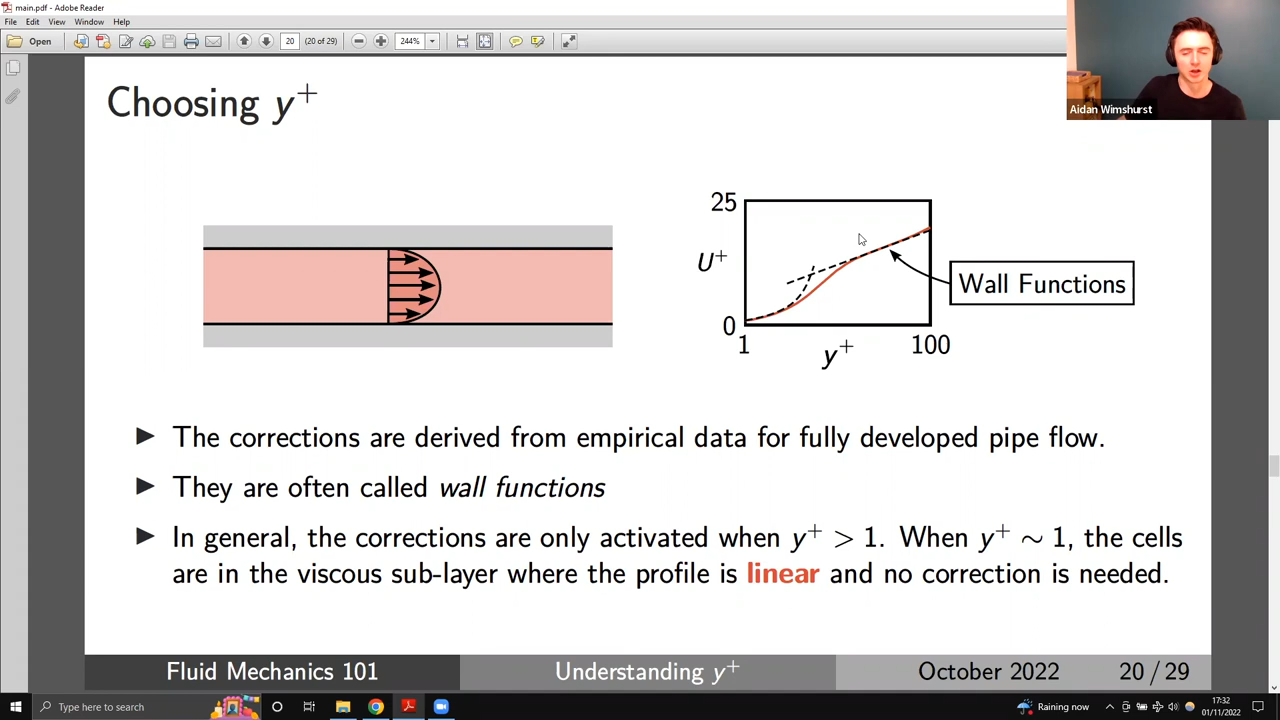 main.pdf - Adobe Reader
File Edit View Window Help
Open 20 (20 of 29) 244%
Aidan Wimshurst
Choosing y⁺
25
U⁺
0
1
y⁺
100
Wall Functions
▶ The corrections are derived from empirical data for fully developed pipe flow.
▶ They are often called wall functions
▶ In general, the corrections are only activated when y⁺ > 1. When y⁺ ∼ 1, the cells
are in the viscous sub-layer where the profile is linear and no correction is needed.
Fluid Mechanics 101 Understanding y⁺ October 2022 20 / 29
Type here to search
Raining now
17:32
01/11/2022